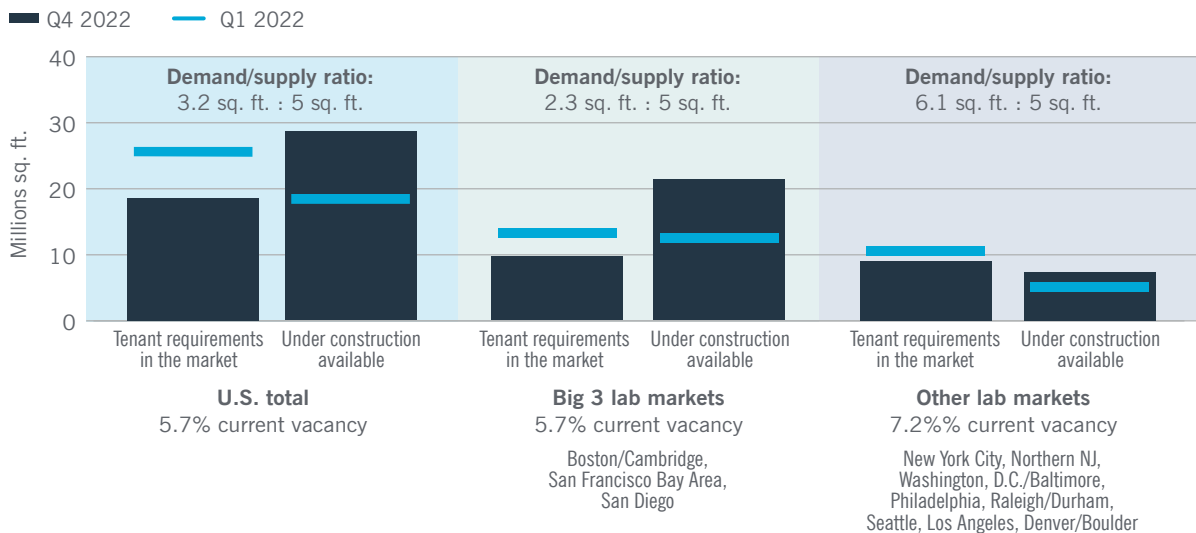 Q4 2022 Q1 2022
Millions sq. ft.
40
30
20
10
0
Demand/supply ratio:
3.2 sq. ft. : 5 sq. ft.
Demand/supply ratio:
2.3 sq. ft. : 5 sq. ft.
Demand/supply ratio:
6.1 sq. ft. : 5 sq. ft.
Tenant requirements
in the market
Under construction
available
Tenant requirements
in the market
Under construction
available
Tenant requirements
in the market
Under construction
available
U.S. total
5.7% current vacancy
Big 3 lab markets
5.7% current vacancy
Boston/Cambridge,
San Francisco Bay Area,
San Diego
Other lab markets
7.2%% current vacancy
New York City, Northern NJ,
Washington, D.C./Baltimore,
Philadelphia, Raleigh/Durham,
Seattle, Los Angeles, Denver/Boulder